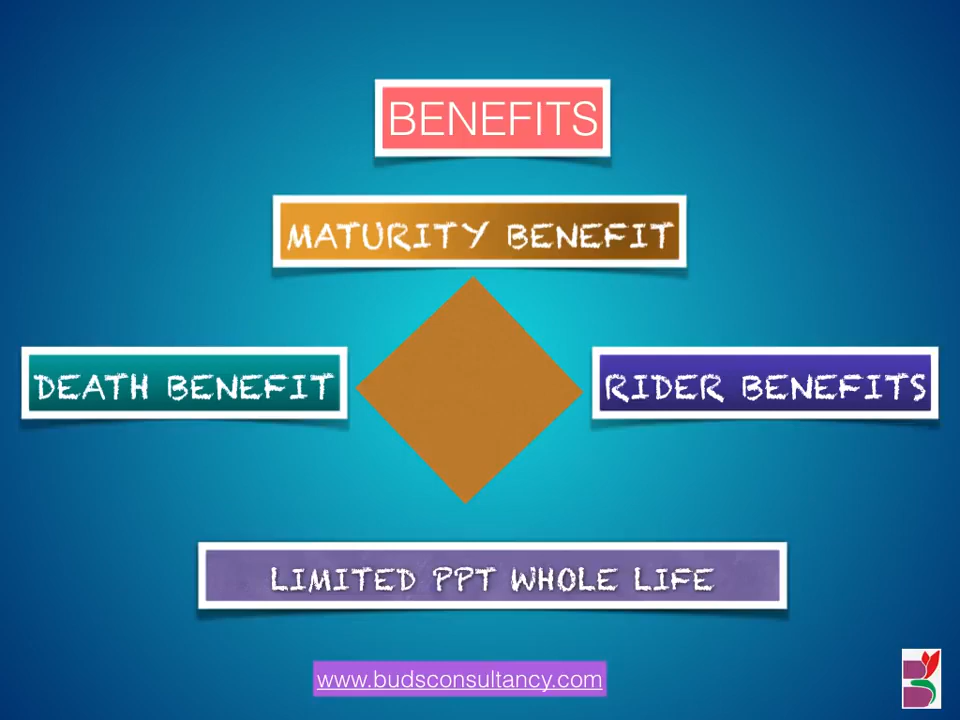 BENEFITS
MATURITY BENEFIT
DEATH BENEFIT
RIDER BENEFITS
LIMITED PPT WHOLE LIFE
www.budsconsultancy.com